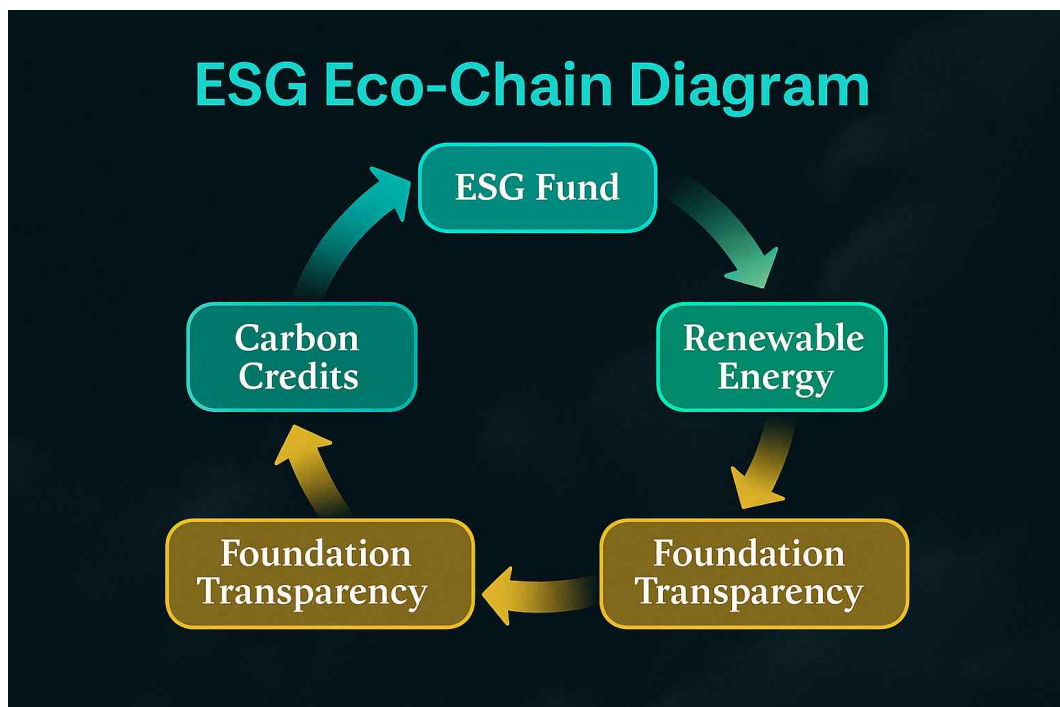 ESG Eco-Chain Diagram
ESG Fund
Carbon
Credits
Renewable
Energy
Foundation
Transparency
Foundation
Transparency